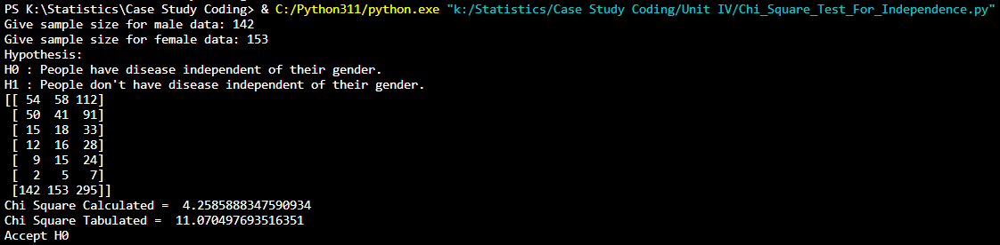 PS K:\Statistics\Case Study Coding> & C:/Python311/python.exe "k:/Statistics/Case Study Coding/Unit IV/Chi_Square_Test_For_Independence.py"
Give sample size for male data: 142
Give sample size for female data: 153
Hypothesis:
H0 : People have disease independent of their gender.
H1 : People don't have disease independent of their gender.
[[ 54  58 112]
 [ 50  41  91]
 [ 15  18  33]
 [ 12  16  28]
 [  9  15  24]
 [  2   5   7]
 [142 153 295]]
Chi Square Calculated =  4.2585888347590934
Chi Square Tabulated =  11.070497693516351
Accept H0